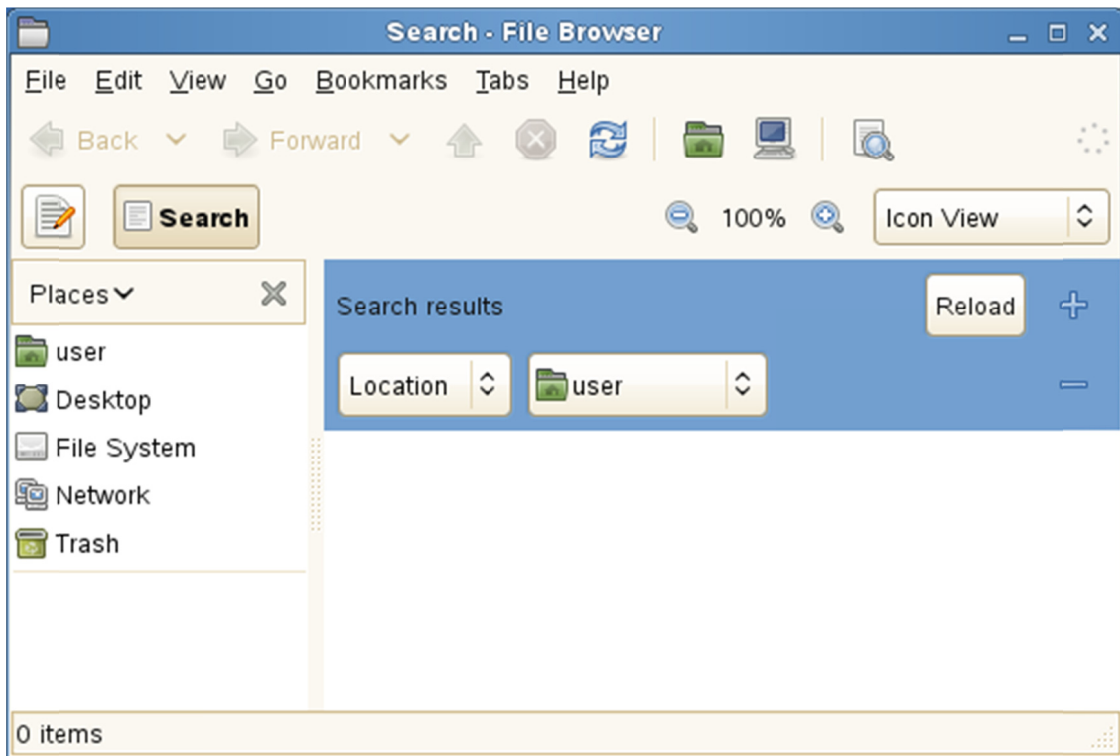 Search - File Browser
File Edit View Go Bookmarks Tabs Help
Back Forward
Search 100% Icon View
Places
user
Desktop
File System
Network
Trash
Search results Reload
Location user
0 items